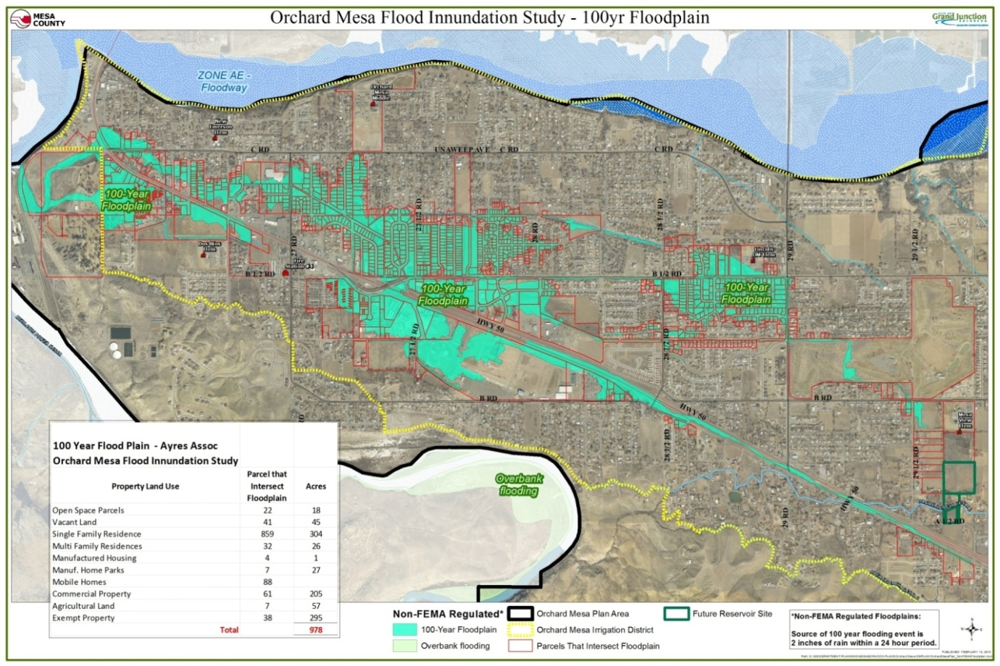 MESA
COUNTY
Orchard Mesa Flood Innundation Study - 100yr Floodplain
Grand Junction
COLORADO
ZONE AE -
Floodway
Orchard
Mesa
Middle
New
Emerson
Elem
C RD
UNAWEEP AVE
C RD
C RD
100-Year
Floodplain
27 1/2 RD
28 RD
28 1/2 RD
29 RD
29 1/2 RD
Dos Rios
Elem
27 RD
Fire
Station #4
Lincoln
OM Elem
B 1/2 RD
B 1/2 RD
100-Year
Floodplain
100-Year
Floodplain
HWY 50
27 1/2 RD
28 1/2 RD
B RD
B RD
HWY 50
Mesa
View
Elem
28 1/2 RD
29 1/2 RD
Overbank
flooding
HWY 50
29 RD
A 1/2 RD
100 Year Flood Plain - Ayres Assoc
Orchard Mesa Flood Innundation Study
Property Land Use Parcel that Intersect Floodplain Acres
Open Space Parcels 22 18
Vacant Land 41 45
Single Family Residence 859 304
Multi Family Residences 32 26
Manufactured Housing 4 1
Manuf. Home Parks 7 27
Mobile Homes 88
Commercial Property 61 205
Agricultural Land 7 57
Exempt Property 38 295
Total 978
Non-FEMA Regulated*
100-Year Floodplain
Overbank flooding
Orchard Mesa Plan Area
Orchard Mesa Irrigation District
Parcels That Intersect Floodplain
Future Reservoir Site
*Non-FEMA Regulated Floodplains:
Source of 100 year flooding event is
2 inches of rain within a 24 hour period.